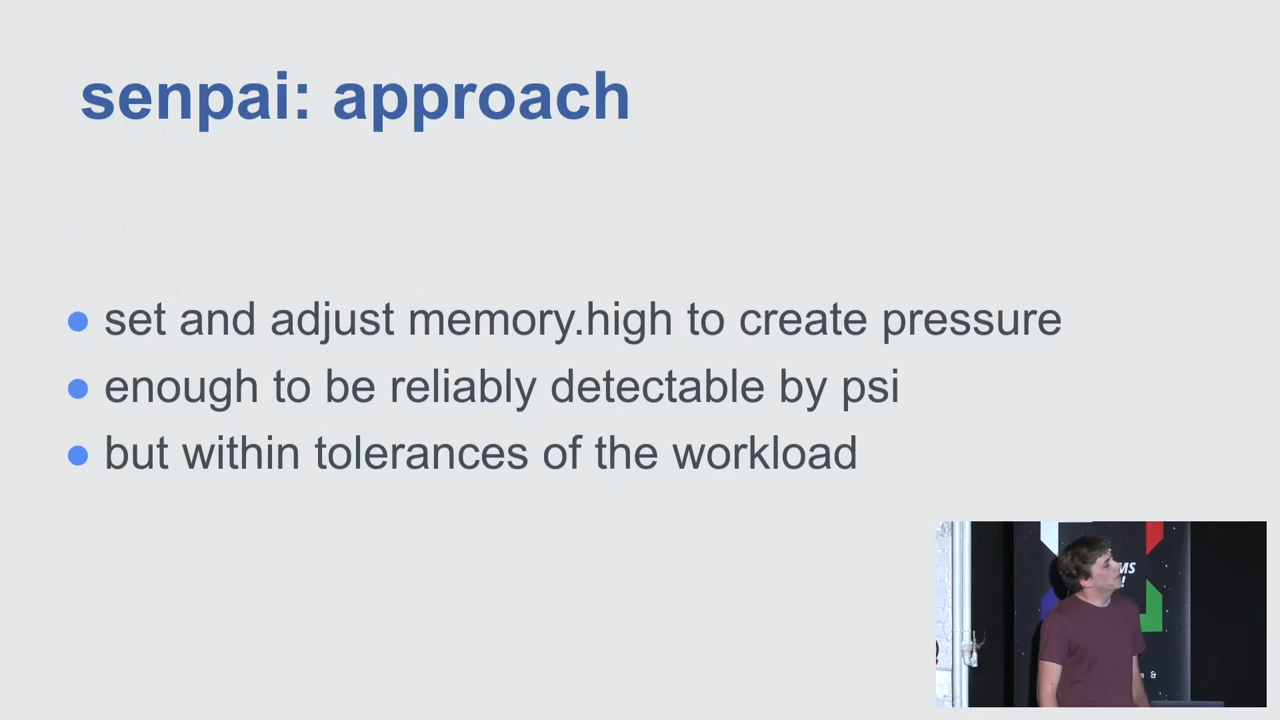 senpai: approach
set and adjust memory.high to create pressure
enough to be reliably detectable by psi
but within tolerances of the workload
MS
!
&